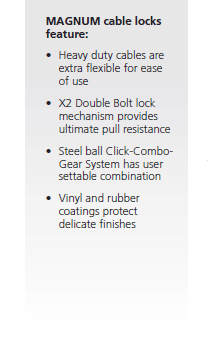 MAGNUM cable locks
feature:
• Heavy duty cables are
extra flexible for ease
of use
• X2 Double Bolt lock
mechanism provides
ultimate pull resistance
• Steel ball Click-Combo-
Gear System has user
settable combination
• Vinyl and rubber
coatings protect
delicate finishes